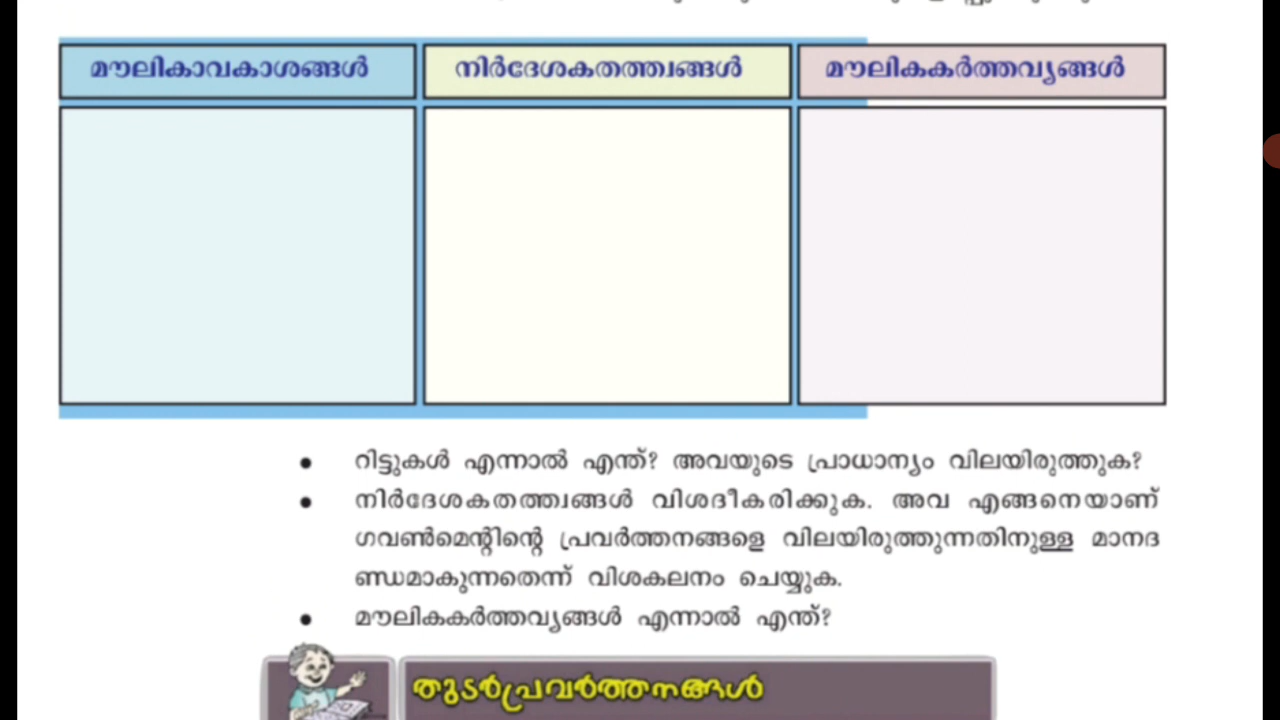 മൗലികാവകാശങ്ങൾ
നിർദേശകതത്ത്വങ്ങൾ
മൗലികകർത്തവ്യങ്ങൾ
• റിട്ടുകൾ എന്നാൽ എന്ത്? അവയുടെ പ്രാധാന്യം വിലയിരുത്തുക?
• നിർദേശകതത്ത്വങ്ങൾ വിശദീകരിക്കുക. അവ എങ്ങനെയാണ്
ഗവൺമെന്റിന്റെ പ്രവർത്തനങ്ങളെ വിലയിരുത്തുന്നതിനുള്ള മാനദ
ണ്ഡമാകുന്നതെന്ന് വിശകലനം ചെയ്യുക.
• മൗലികകർത്തവ്യങ്ങൾ എന്നാൽ എന്ത്?
തുടർപ്രവർത്തനങ്ങൾ